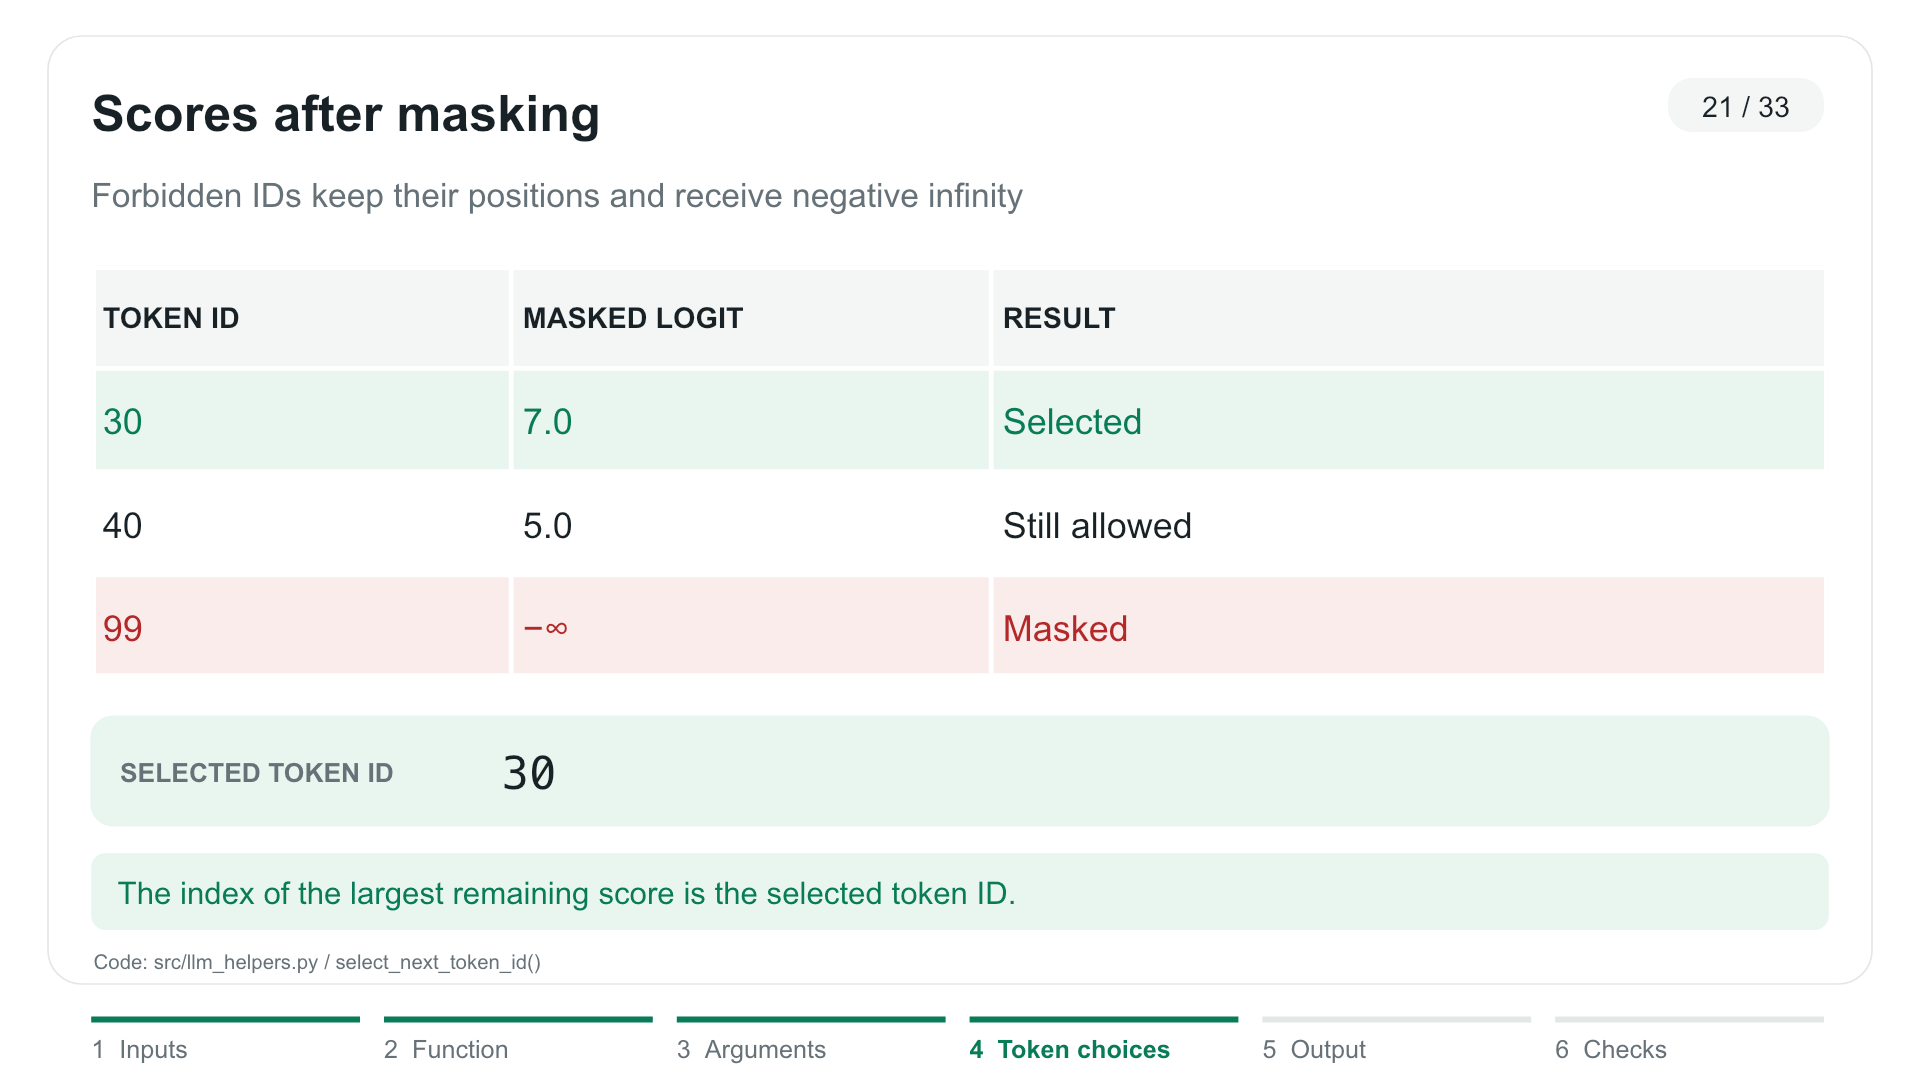 Scores after masking
21 / 33
Forbidden IDs keep their positions and receive negative infinity
TOKEN ID MASKED LOGIT RESULT
30 7.0 Selected
40 5.0 Still allowed
99 −∞ Masked
SELECTED TOKEN ID 30
The index of the largest remaining score is the selected token ID.
Code: src/llm_helpers.py / select_next_token_id()
1 Inputs 2 Function 3 Arguments 4 Token choices 5 Output 6 Checks